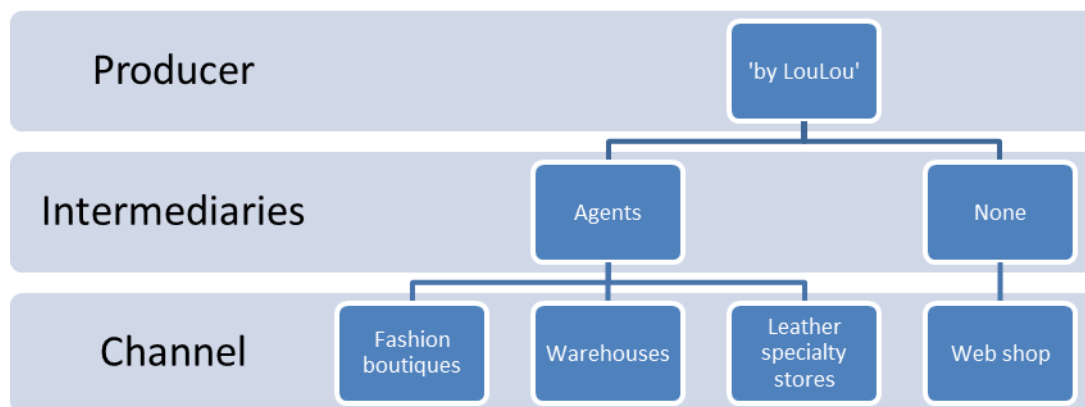 Producer
'by LouLou'
Intermediaries
Agents
None
Channel
Fashion
boutiques
Warehouses
Leather
specialty
stores
Web shop